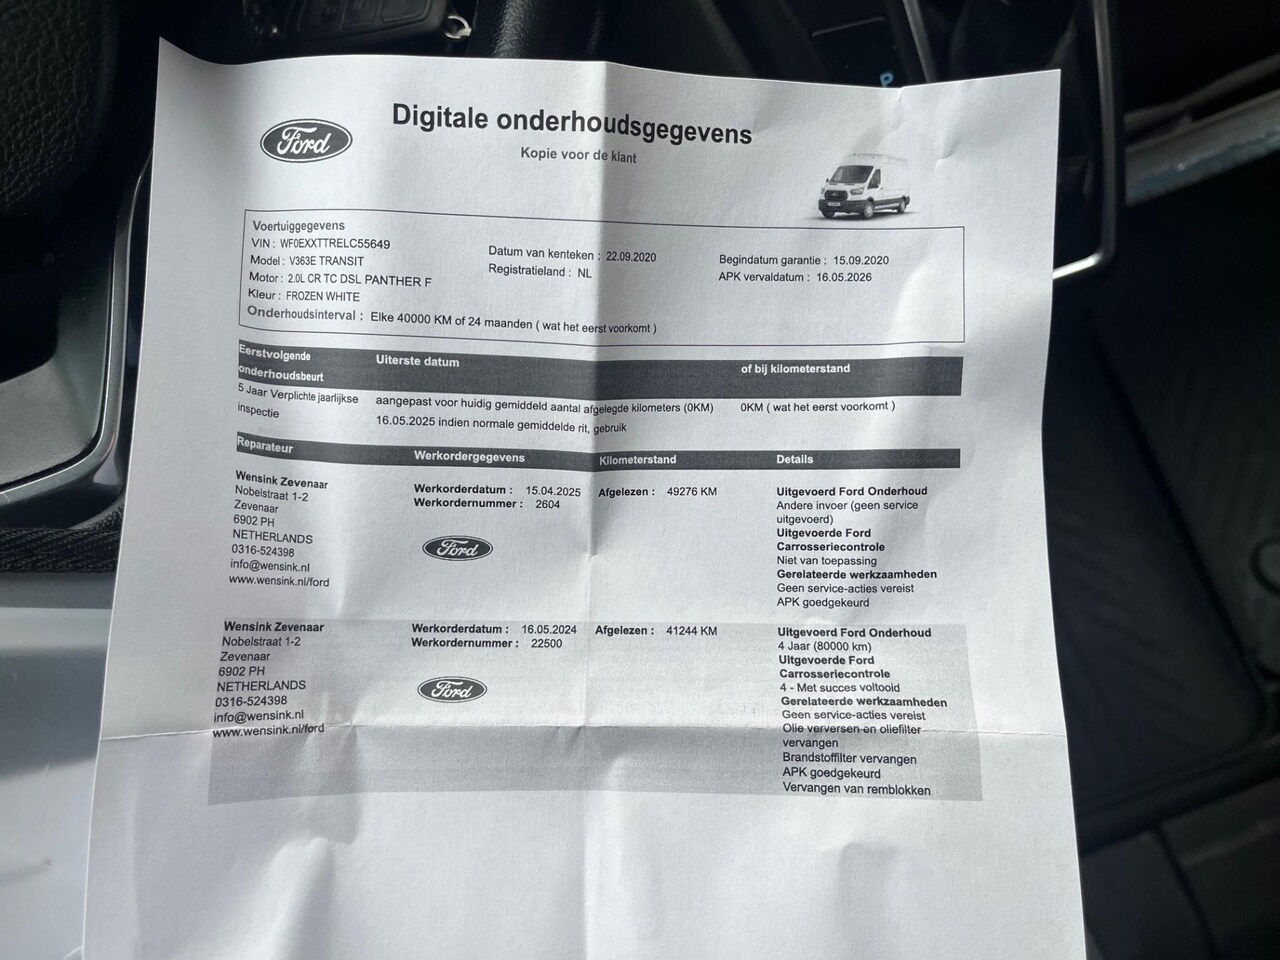 Ford
Digitale onderhoudsgegevens
Kopie voor de klant
Voertuiggegevens
VIN : WF0EXXTTRELC55649
Model : V363E TRANSIT
Motor : 2.0L CR TC DSL PANTHER F
Kleur : FROZEN WHITE
Onderhoudsinterval : Elke 40000 KM of 24 maanden ( wat het eerst voorkomt )
Datum van kenteken : 22.09.2020
Registratieland : NL
Begindatum garantie : 15.09.2020
APK vervaldatum : 16.05.2026
Eerstvolgende
onderhoudsbeurt
Uiterste datum
of bij kilometerstand
5 Jaar Verplichte jaarlijkse
inspectie
aangepast voor huidig gemiddeld aantal afgelegde kilometers (0KM)
16.05.2025 indien normale gemiddelde rit, gebruik
0KM ( wat het eerst voorkomt )
Reparateur
Werkordergegevens
Kilometerstand
Details
Wensink Zevenaar
Nobelstraat 1-2
Zevenaar
6902 PH
NETHERLANDS
0316-524398
info@wensink.nl
www.wensink.nl/ford
Werkorderdatum : 15.04.2025
Werkordernummer : 2604
Ford
Afgelezen : 49276 KM
Uitgevoerd Ford Onderhoud
Andere invoer (geen service
uitgevoerd)
Uitgevoerde Ford
Carrosseriecontrole
Niet van toepassing
Gerelateerde werkzaamheden
Geen service-acties vereist
APK goedgekeurd
Wensink Zevenaar
Nobelstraat 1-2
Zevenaar
6902 PH
NETHERLANDS
0316-524398
info@wensink.nl
www.wensink.nl/ford
Werkorderdatum : 16.05.2024
Werkordernummer : 22500
Ford
Afgelezen : 41244 KM
Uitgevoerd Ford Onderhoud
4 Jaar (80000 km)
Uitgevoerde Ford
Carrosseriecontrole
4 - Met succes voltooid
Gerelateerde werkzaamheden
Geen service-acties vereist
Olie verversen en oliefilter
vervangen
Brandstoffilter vervangen
APK goedgekeurd
Vervangen van remblokken